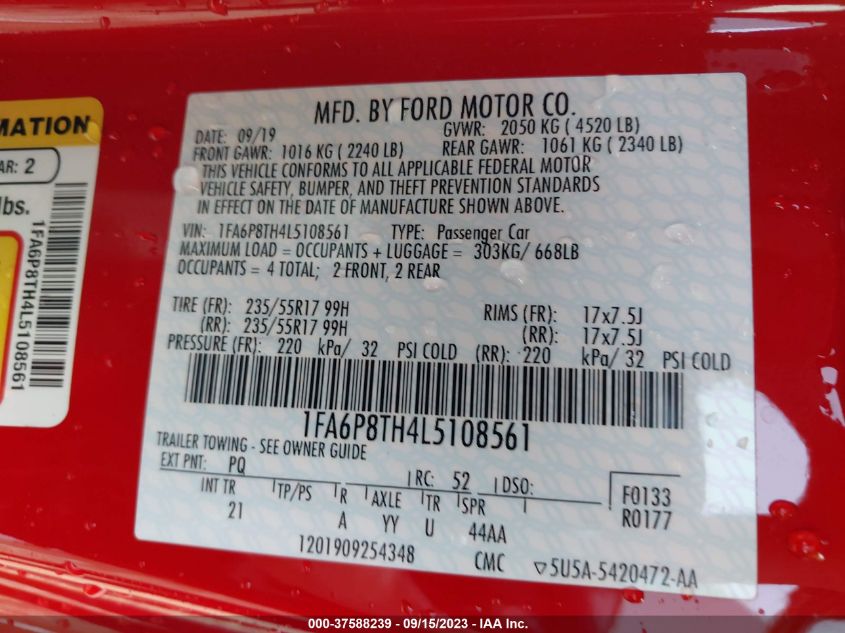 MATION
AR: 2
lbs.
1FA6P8TH4L5108561
MFD. BY FORD MOTOR CO.
DATE: 09/19 GVWR: 2050 KG ( 4520 LB)
FRONT GAWR: 1016 KG ( 2240 LB) REAR GAWR: 1061 KG ( 2340 LB)
THIS VEHICLE CONFORMS TO ALL APPLICABLE FEDERAL MOTOR
VEHICLE SAFETY, BUMPER, AND THEFT PREVENTION STANDARDS
IN EFFECT ON THE DATE OF MANUFACTURE SHOWN ABOVE.
VIN: 1FA6P8TH4L5108561 TYPE: Passenger Car
MAXIMUM LOAD = OCCUPANTS + LUGGAGE = 303KG/ 668LB
OCCUPANTS = 4 TOTAL; 2 FRONT, 2 REAR
TIRE (FR): 235/55R17 99H RIMS (FR): 17x7.5J
(RR): 235/55R17 99H (RR): 17x7.5J
PRESSURE (FR): 220 kPa/ 32 PSI COLD (RR): 220 kPa/ 32 PSI COLD
1FA6P8TH4L5108561
TRAILER TOWING - SEE OWNER GUIDE
EXT PNT: PQ RC: 52 DSO:
INT TR TP/PS R AXLE TR SPR F0133
21 A YY U 44AA R0177
1201909254348 CMC ▽5U5A-5420472-AA
000-37588239 - 09/15/2023 - IAA Inc.